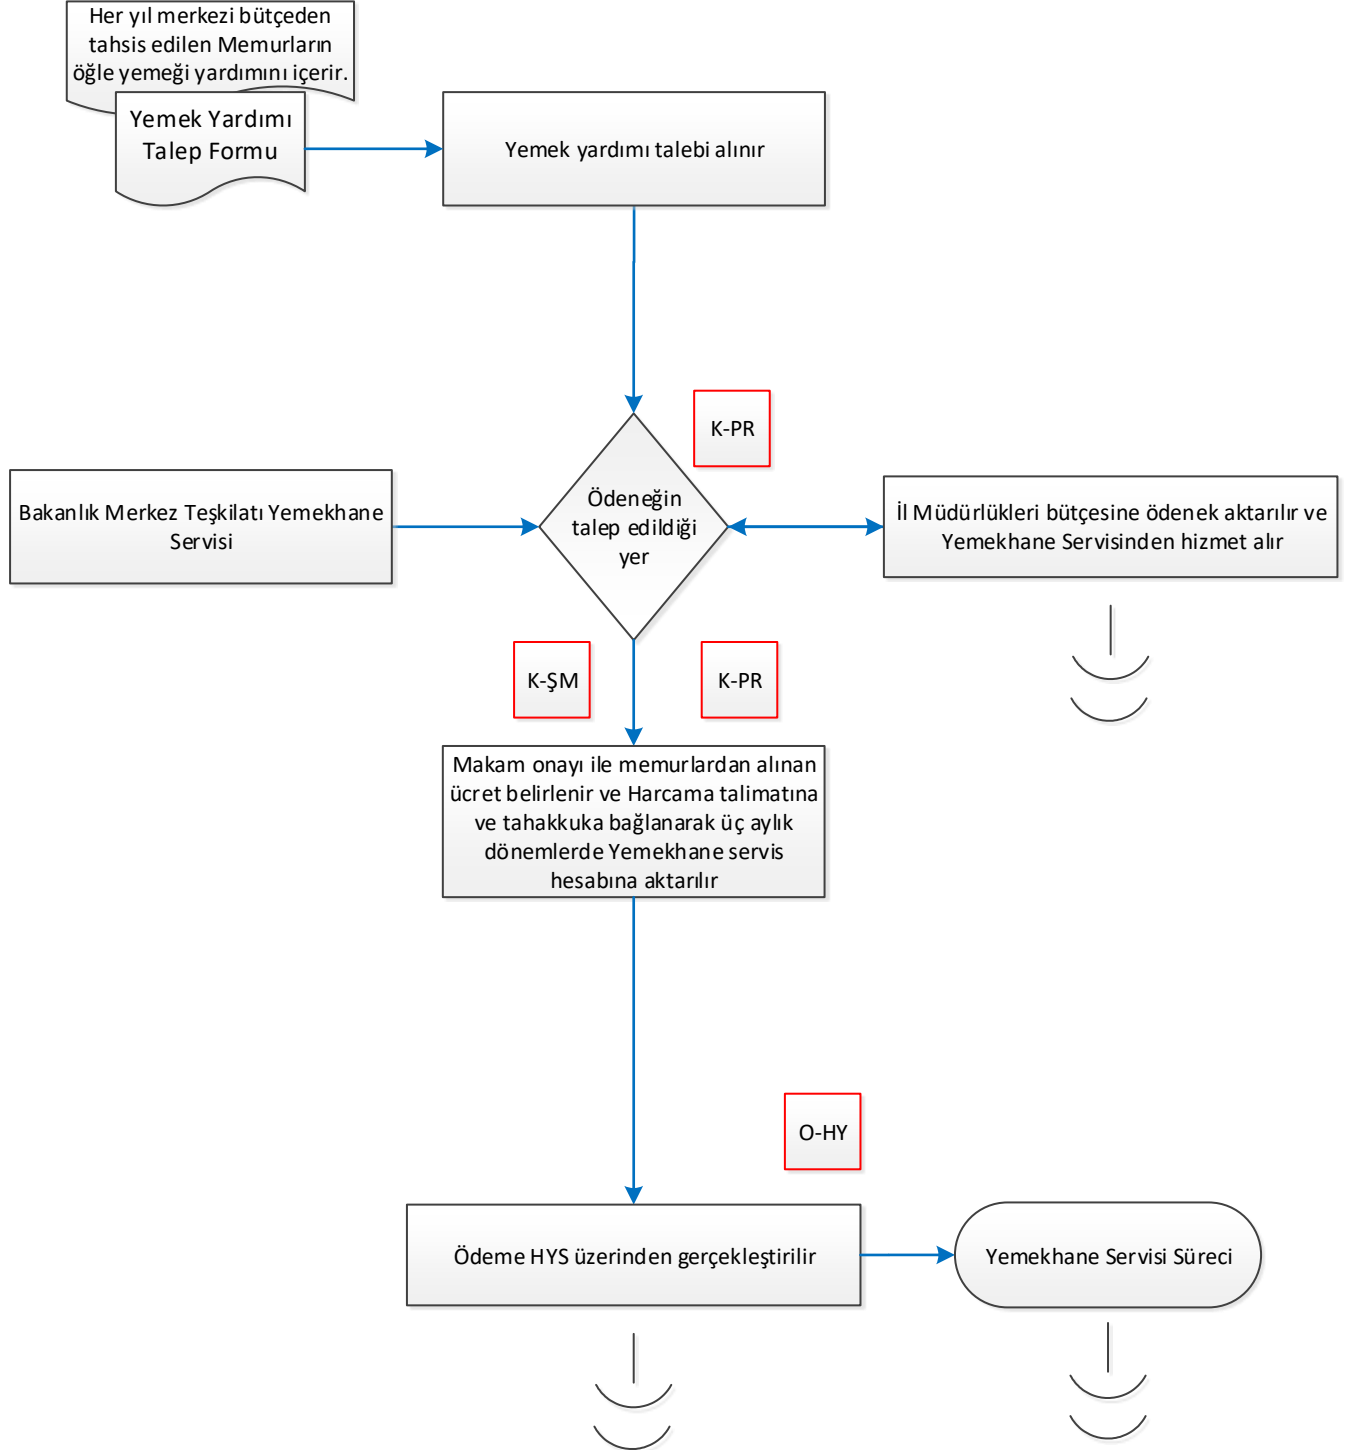 Her yıl merkezi bütçeden
tahsis edilen Memurların
öğle yemeği yardımını içerir.
Yemek Yardımı
Talep Formu
Yemek yardımı talebi alınır
K-PR
Bakanlık Merkez Teşkilatı Yemekhane
Servisi
Ödeneğin
talep edildiği
yer
İl Müdürlükleri bütçesine ödenek aktarılır ve
Yemekhane Servisinden hizmet alır
K-ŞM
K-PR
Makam onayı ile memurlardan alınan
ücret belirlenir ve Harcama talimatına
ve tahakkuka bağlanarak üç aylık
dönemlerde Yemekhane servis
hesabına aktarılır
O-HY
Ödeme HYS üzerinden gerçekleştirilir
Yemekhane Servisi Süreci